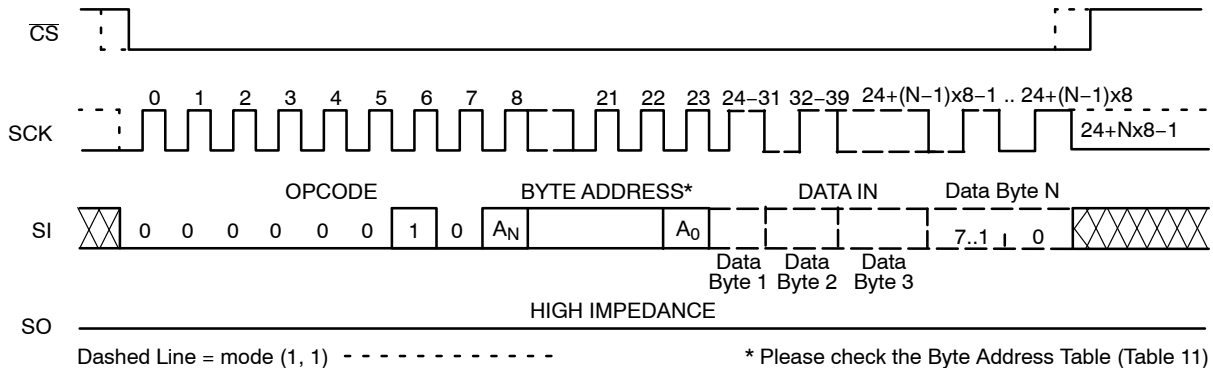 CS
0 1 2 3 4 5 6 7 8 21 22 23 24–31 32–39 24+(N–1)x8–1 .. 24+(N–1)x8
SCK
24+Nx8–1
OPCODE BYTE ADDRESS* DATA IN Data Byte N
SI 0 0 0 0 0 0 1 0 AN A0 7..1 0
Data Byte 1 Data Byte 2 Data Byte 3
HIGH IMPEDANCE
SO
Dashed Line = mode (1, 1) * Please check the Byte Address Table (Table 11)